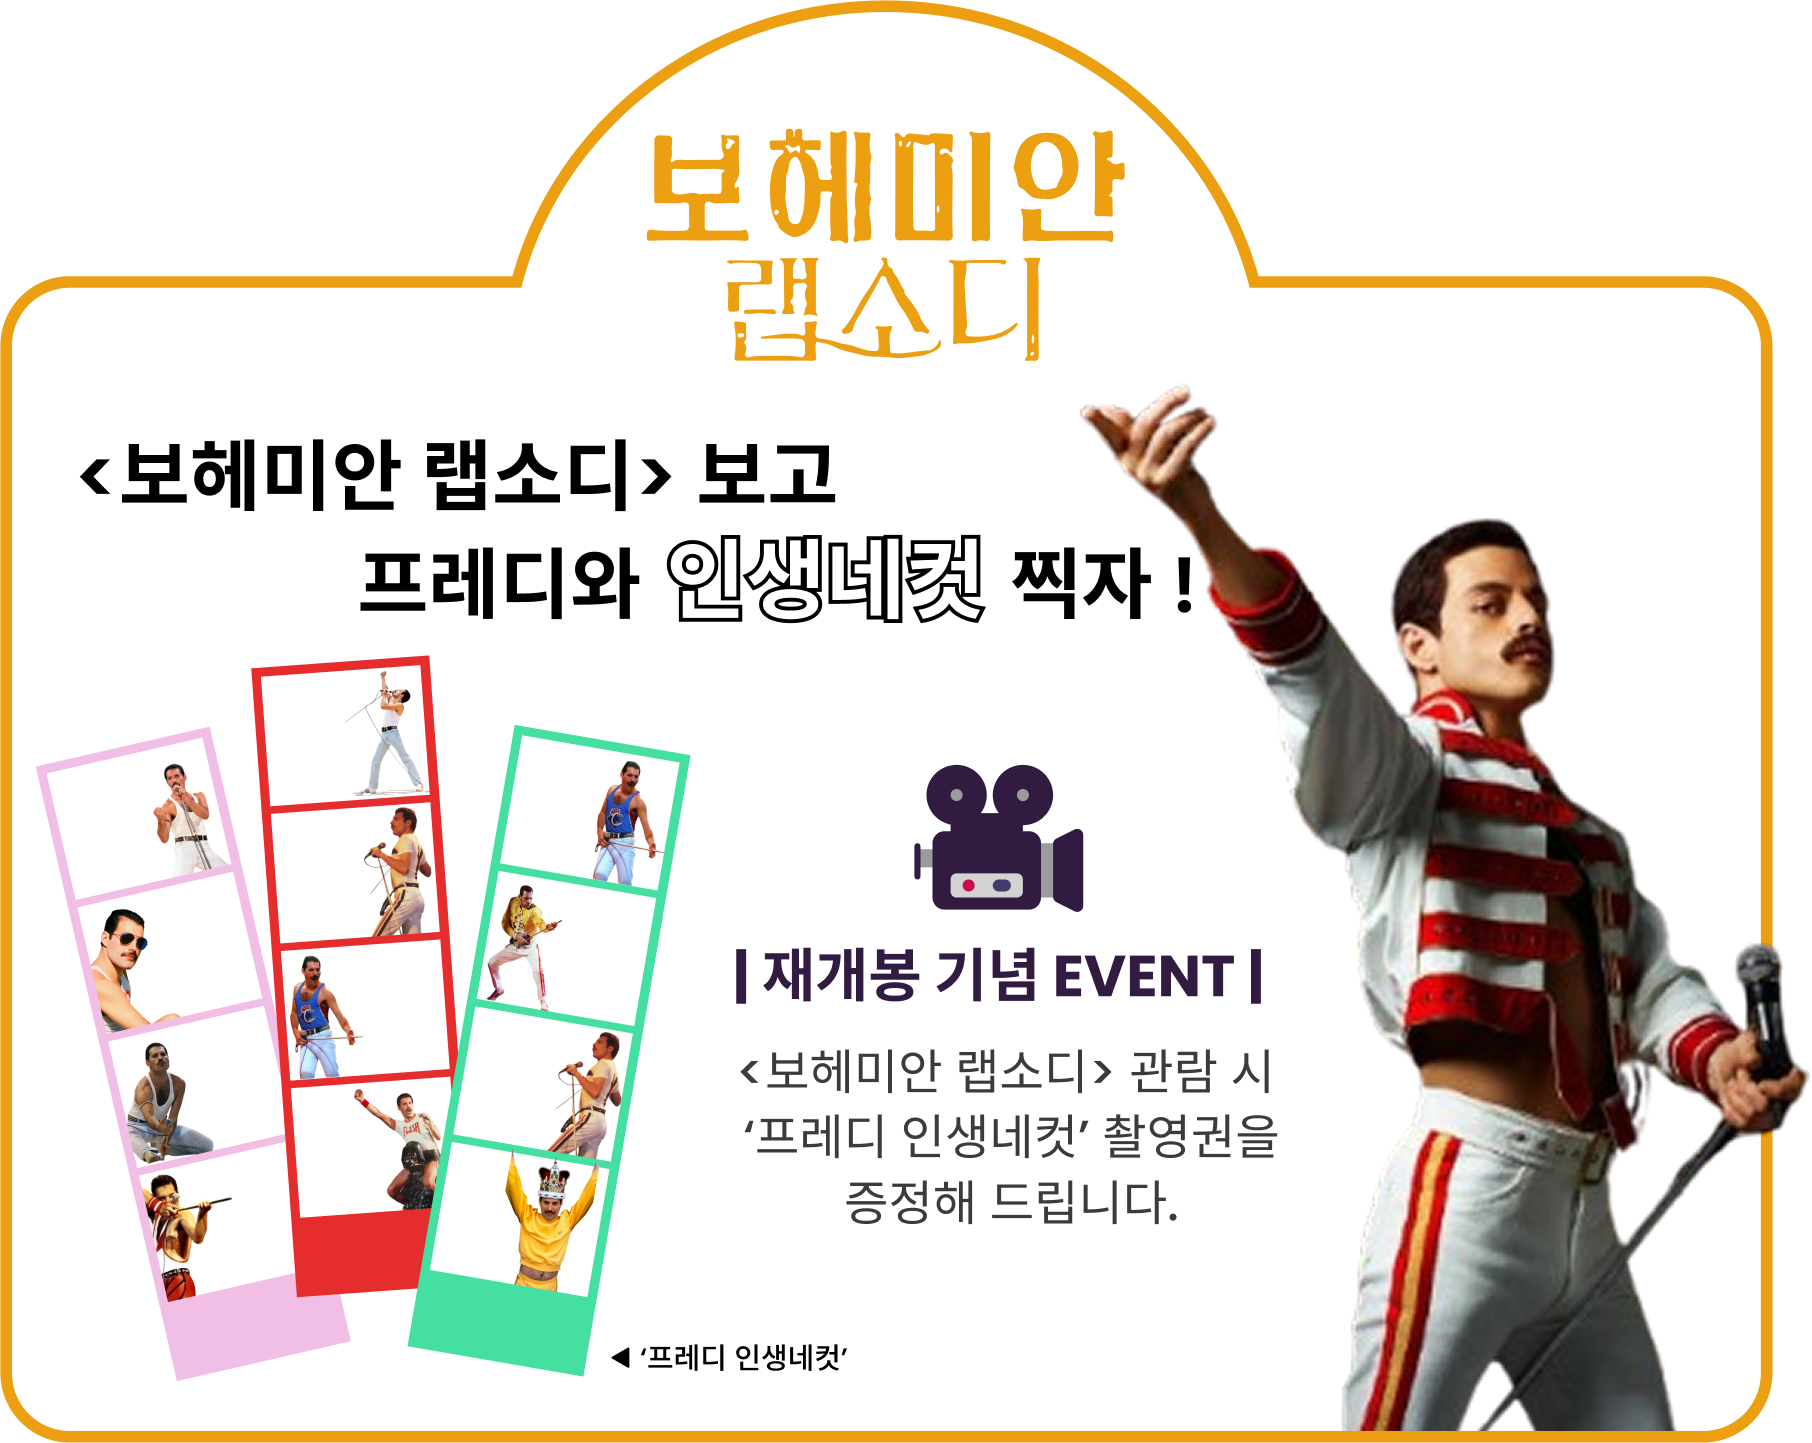 보헤미안
랩소디
<보헤미안 랩소디> 보고
프레디와 인생네컷 찍자 !
| 재개봉 기념 EVENT |
<보헤미안 랩소디> 관람 시
‘프레디 인생네컷’ 촬영권을
증정해 드립니다.
◀ ‘프레디 인생네컷’
FLASH